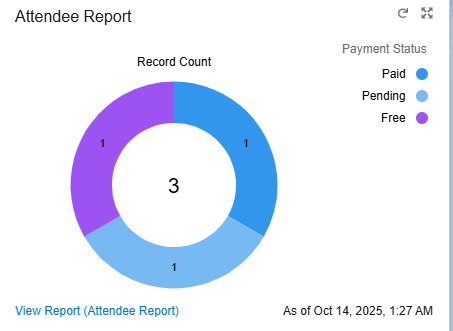 Attendee Report
Payment Status
Record Count
Paid
Pending
Free
1
1
3
1
View Report (Attendee Report)
As of Oct 14, 2025, 1:27 AM